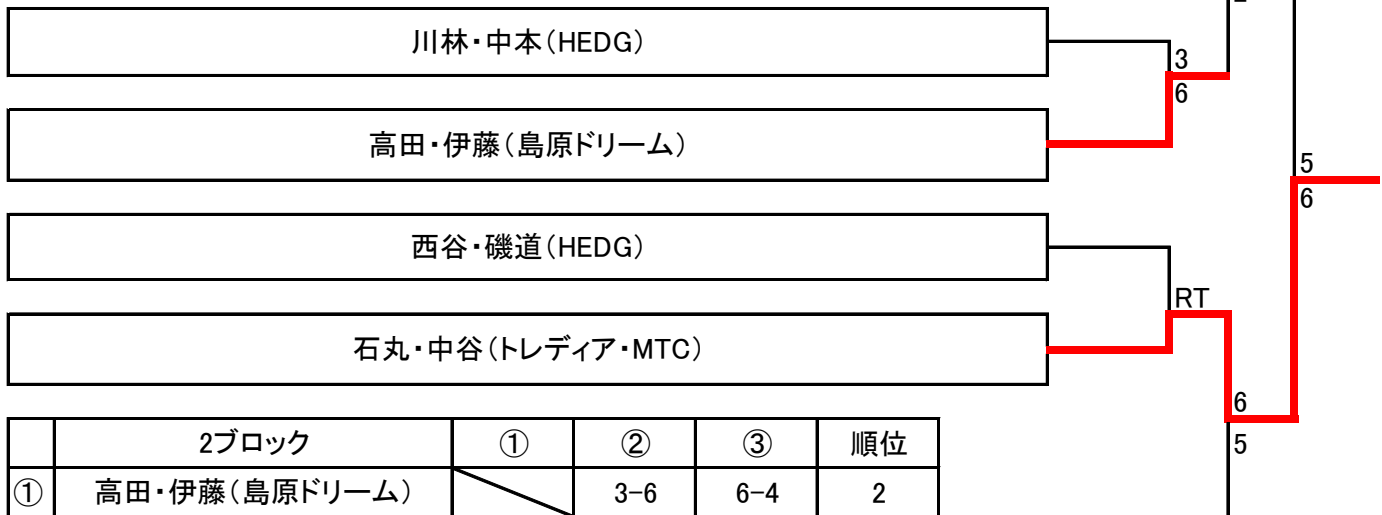 川林・中本(HEDG)
3
6
高田・伊藤(島原ドリーム)
5
6
西谷・磯道(HEDG)
RT
石丸・中谷(トレディア・MTC)
6
5
2ブロック ① ② ③ 順位
① 高田・伊藤(島原ドリーム) 3-6 6-4 2